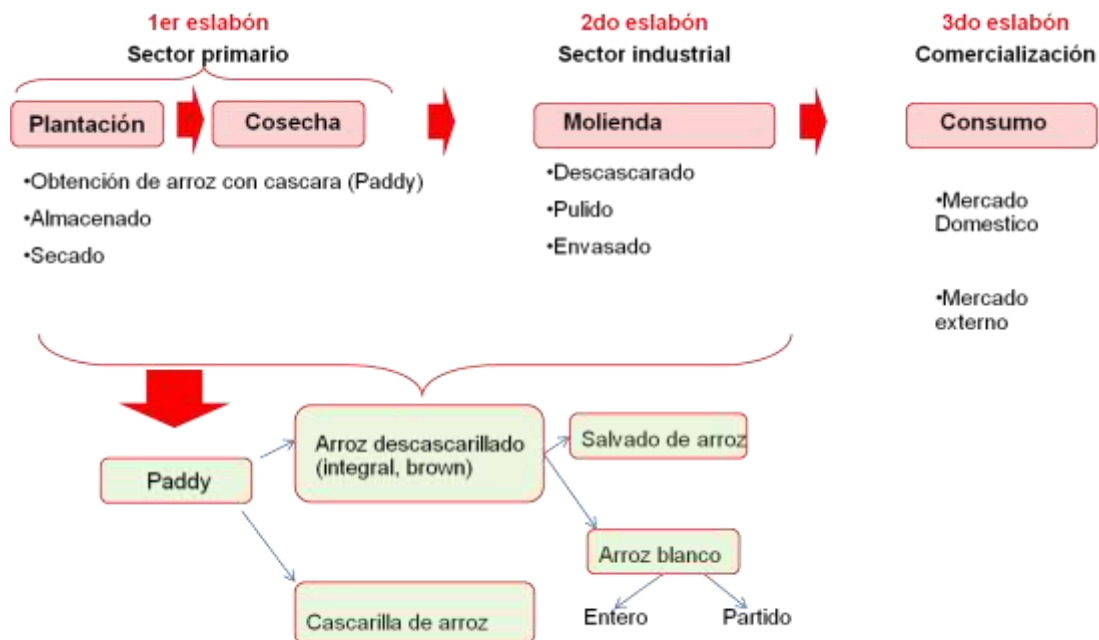 1er eslabón
Sector primario
2do eslabón
Sector industrial
3do eslabón
Comercialización
Plantación
Cosecha
Molienda
Consumo
•Obtención de arroz con cascara (Paddy)
•Almacenado
•Secado
•Descascarado
•Pulido
•Envasado
•Mercado
Domestico
•Mercado
externo
Paddy
Arroz descascarillado
(integral, brown)
Salvado de arroz
Arroz blanco
Entero
Partido
Cascarilla de arroz